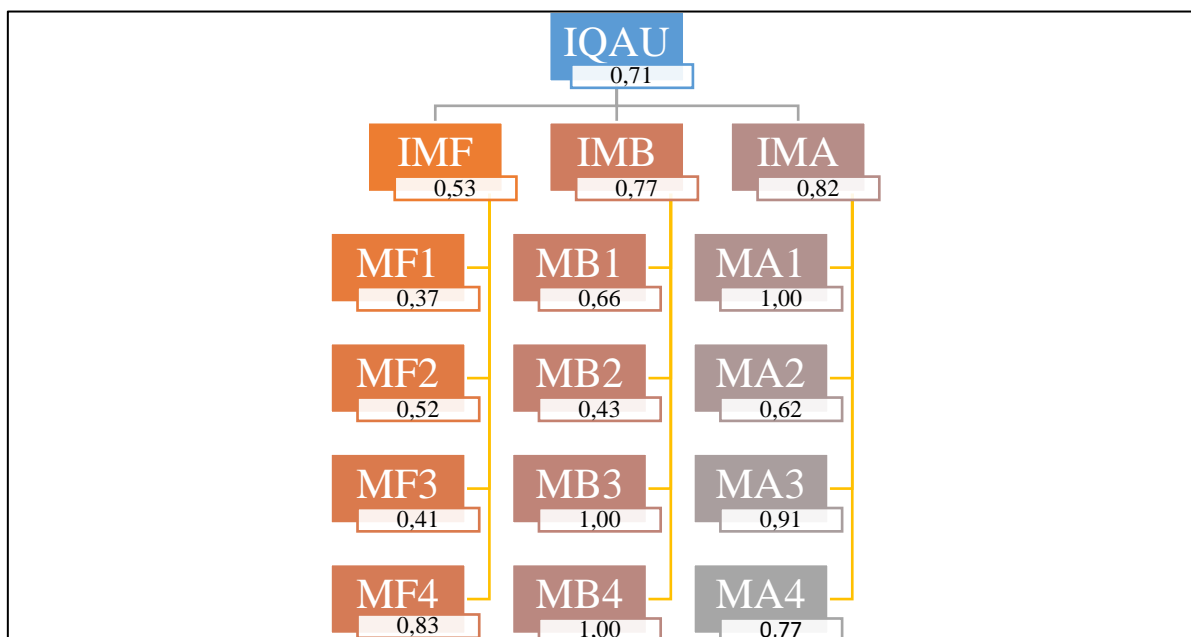 IQAU
0,71
IMF
0,53
IMB
0,77
IMA
0,82
MF1
0,37
MB1
0,66
MA1
1,00
MF2
0,52
MB2
0,43
MA2
0,62
MF3
0,41
MB3
1,00
MA3
0,91
MF4
0,83
MB4
1,00
MA4
0,77